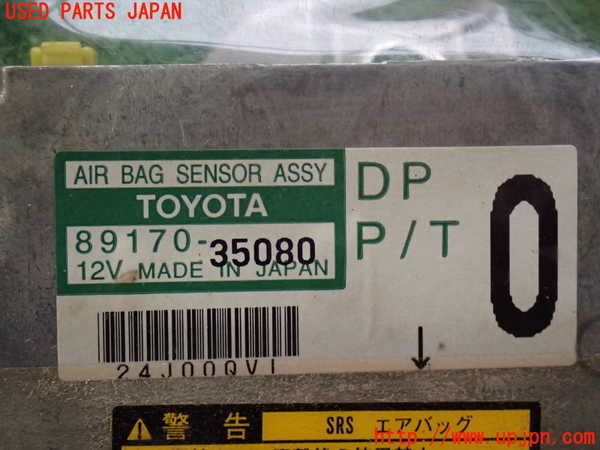 USED PARTS JAPAN
AIR BAG SENSOR ASSY
TOYOTA
89170-35080
12V MADE IN JAPAN
DP
P/T
0
24J00QVI
警告 SRS エアバッグ
http://www.upjpn.com